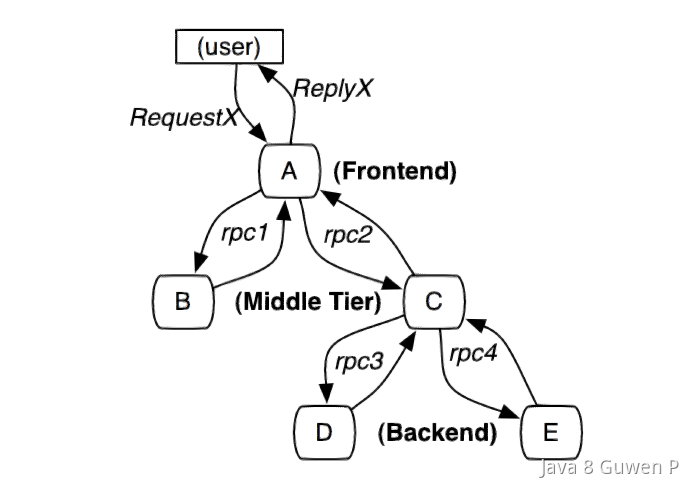 (user)
ReplyX
RequestX
A (Frontend)
rpc1 rpc2
B (Middle Tier) C
rpc3 rpc4
D (Backend) E
Java 8 Guwen P